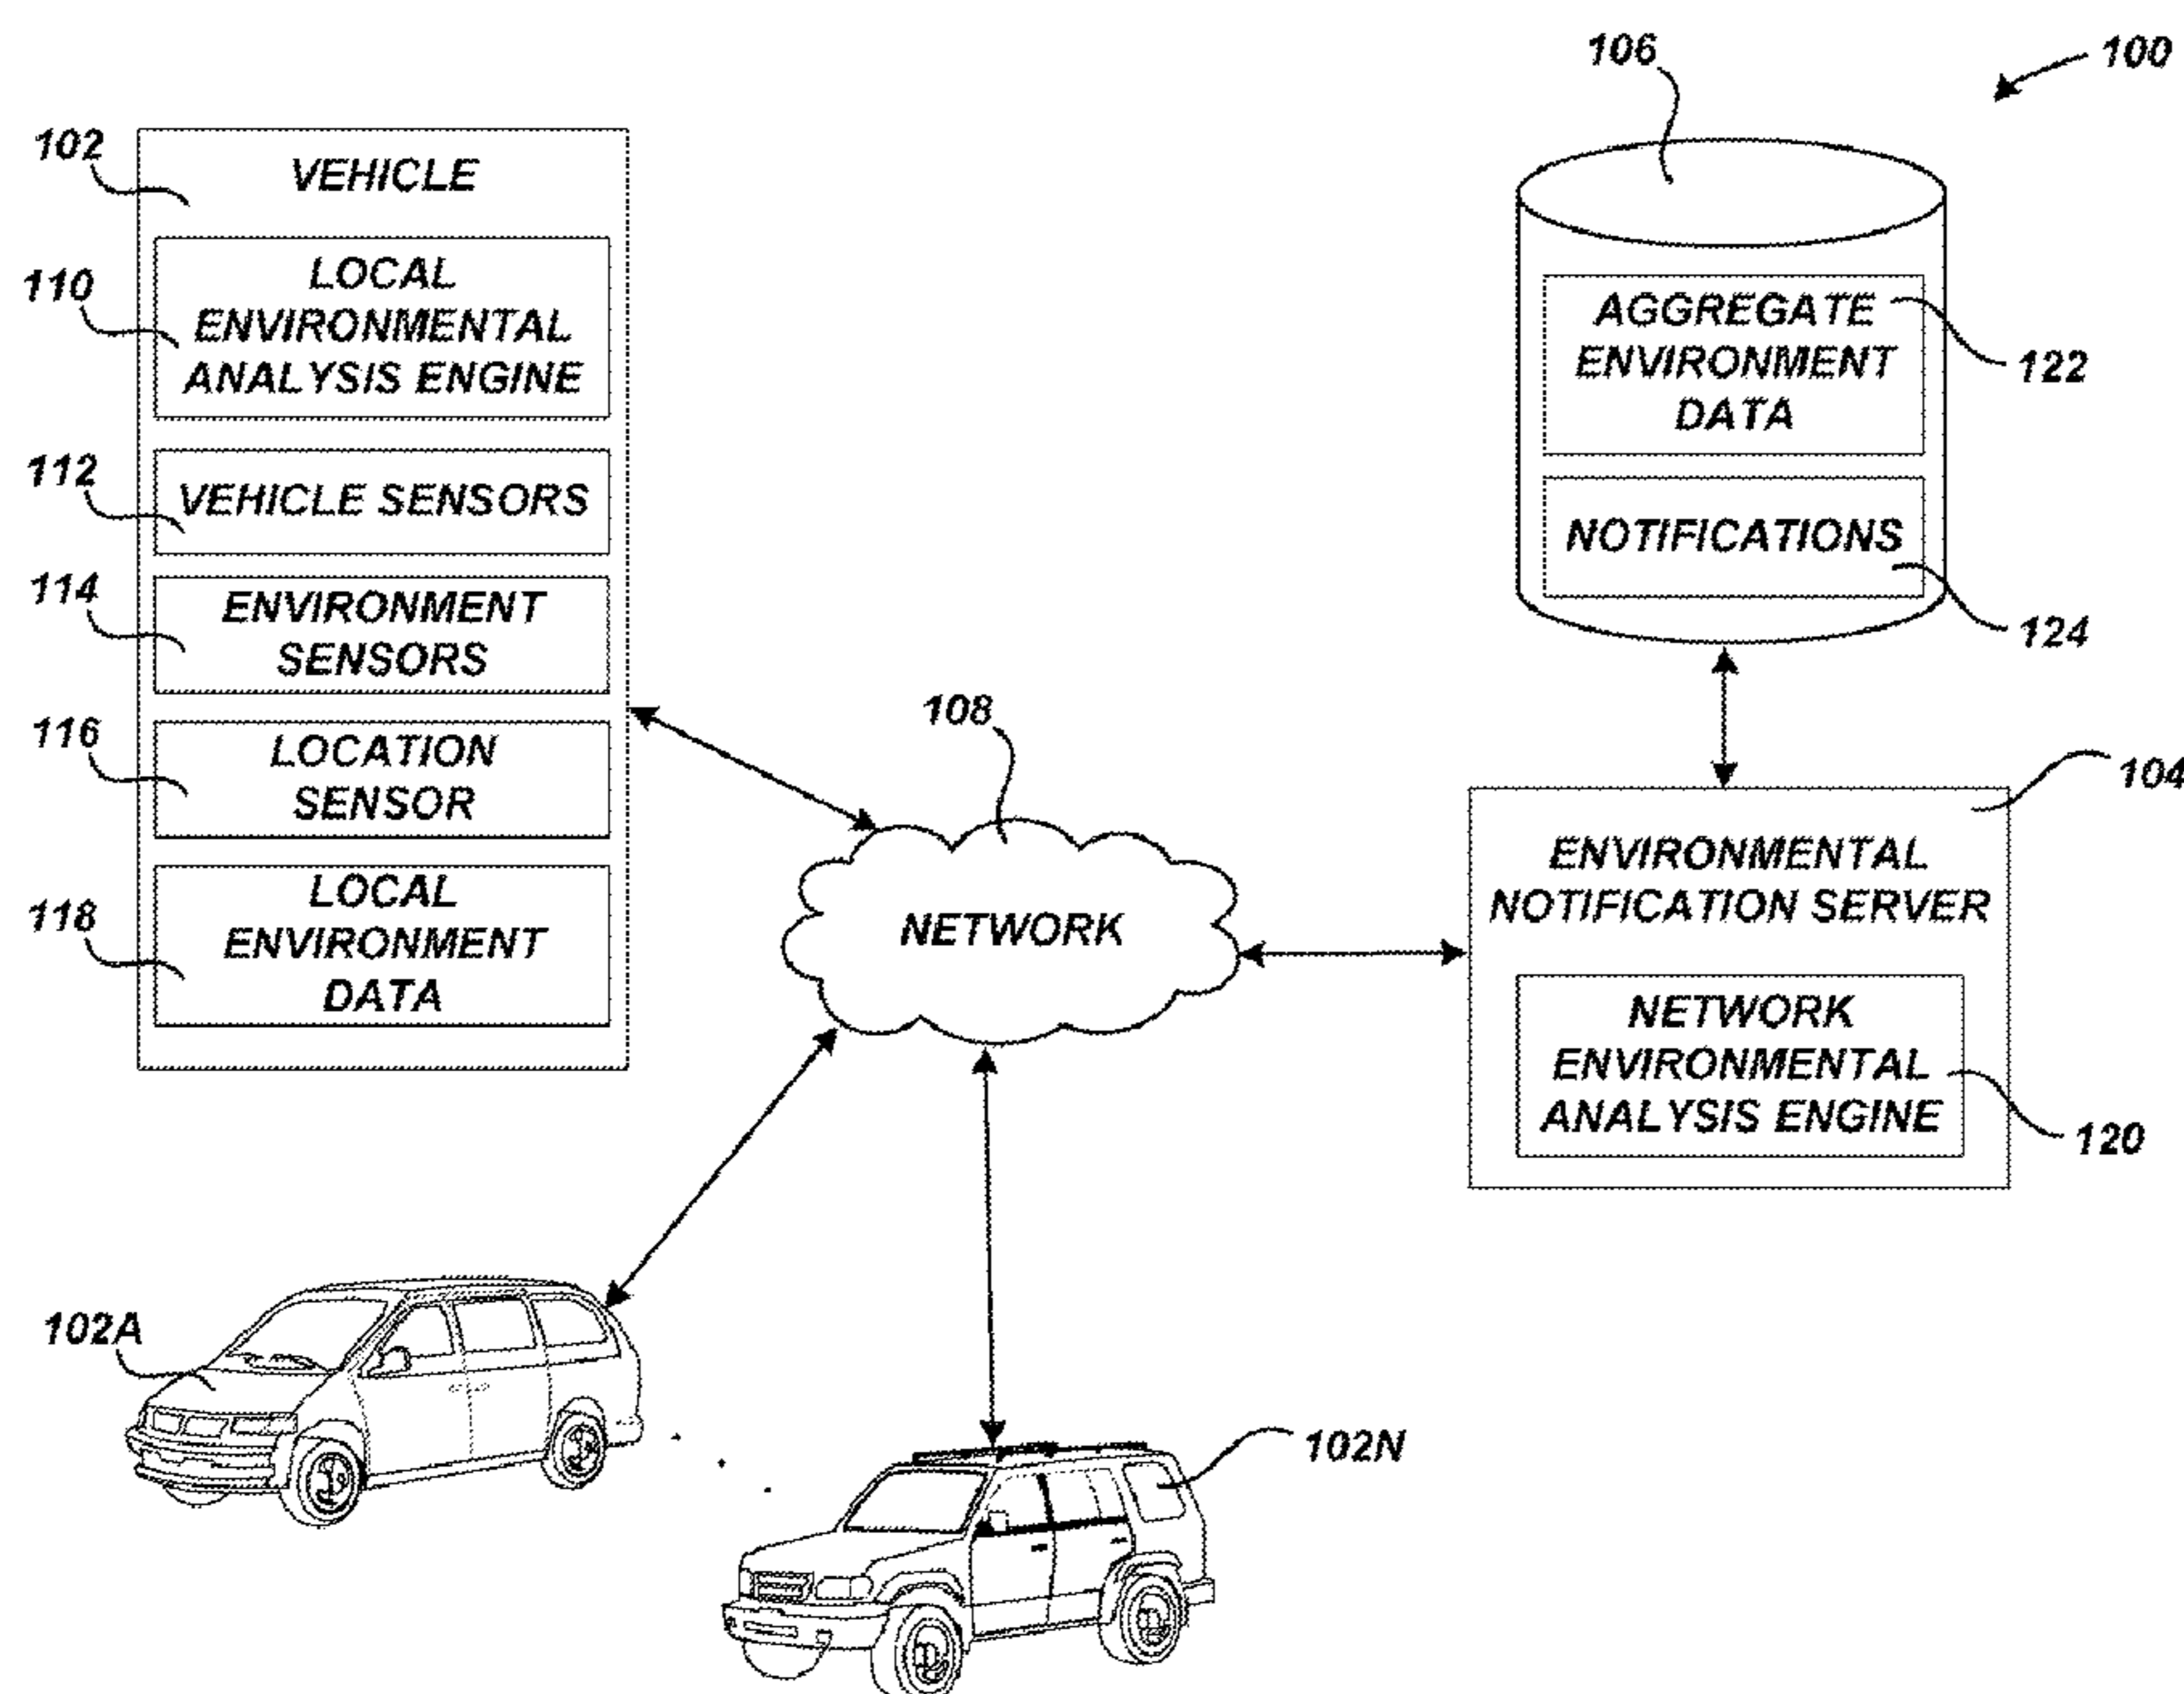 100
106
102
VEHICLE
110
LOCAL
ENVIRONMENTAL
ANALYSIS ENGINE
112
VEHICLE SENSORS
114
ENVIRONMENT
SENSORS
116
LOCATION
SENSOR
118
LOCAL
ENVIRONMENT
DATA
AGGREGATE
ENVIRONMENT
DATA
122
NOTIFICATIONS
124
108
NETWORK
104
ENVIRONMENTAL
NOTIFICATION SERVER
NETWORK
ENVIRONMENTAL
ANALYSIS ENGINE
120
102A
102N